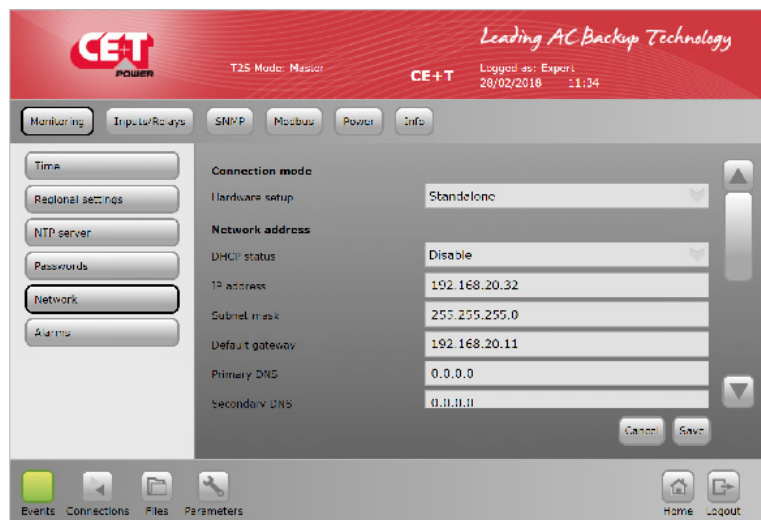 Leading AC Backup Technology
CE+T
POWER
T2S Mode: Master
CE+T
Logged as: Expert
28/02/2018 11:34
Monitoring Inputs/Relays SNMP Modbus Power Info
Time
Regional settings
NTP server
Passwords
Network
Alarms
Connection mode
Hardware setup Standalone
Network address
DHCP status Disable
IP address 192.168.20.32
Subnet mask 255.255.255.0
Default gateway 192.168.20.11
Primary DNS 0.0.0.0
Secondary DNS 0.0.0.0
Cancel Save
Events Connections Files Parameters Home Logout